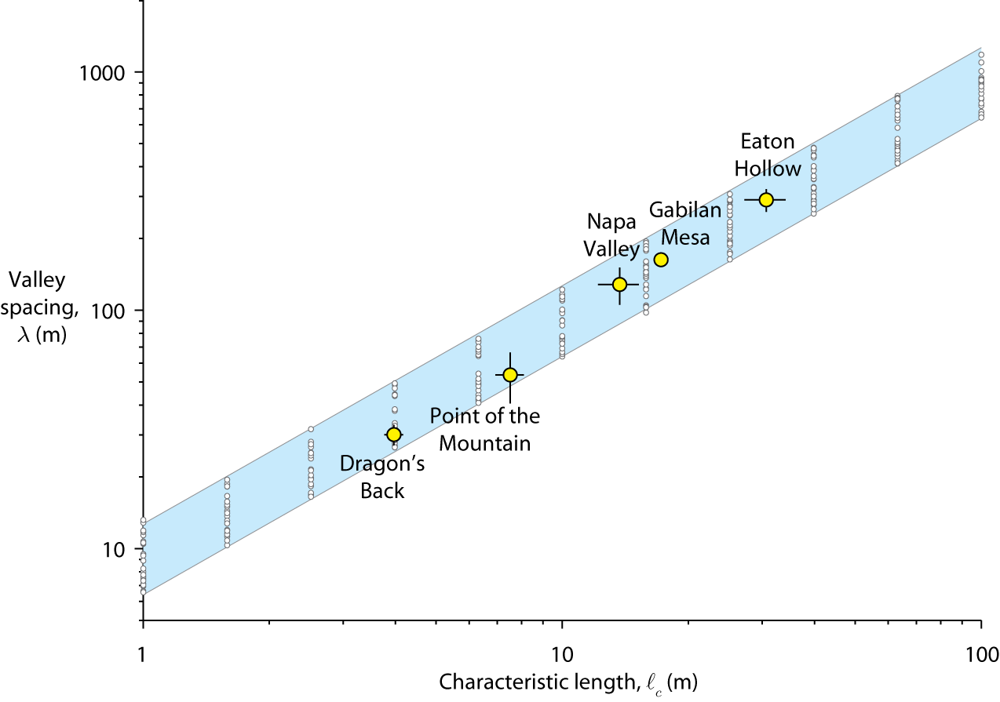 1000
Eaton
Hollow
Gabilan
Mesa
Napa
Valley
Valley
spacing,
λ (m)
100
Point of the
Mountain
Dragon’s
Back
10
1
10
100
Characteristic length, ℓc (m)